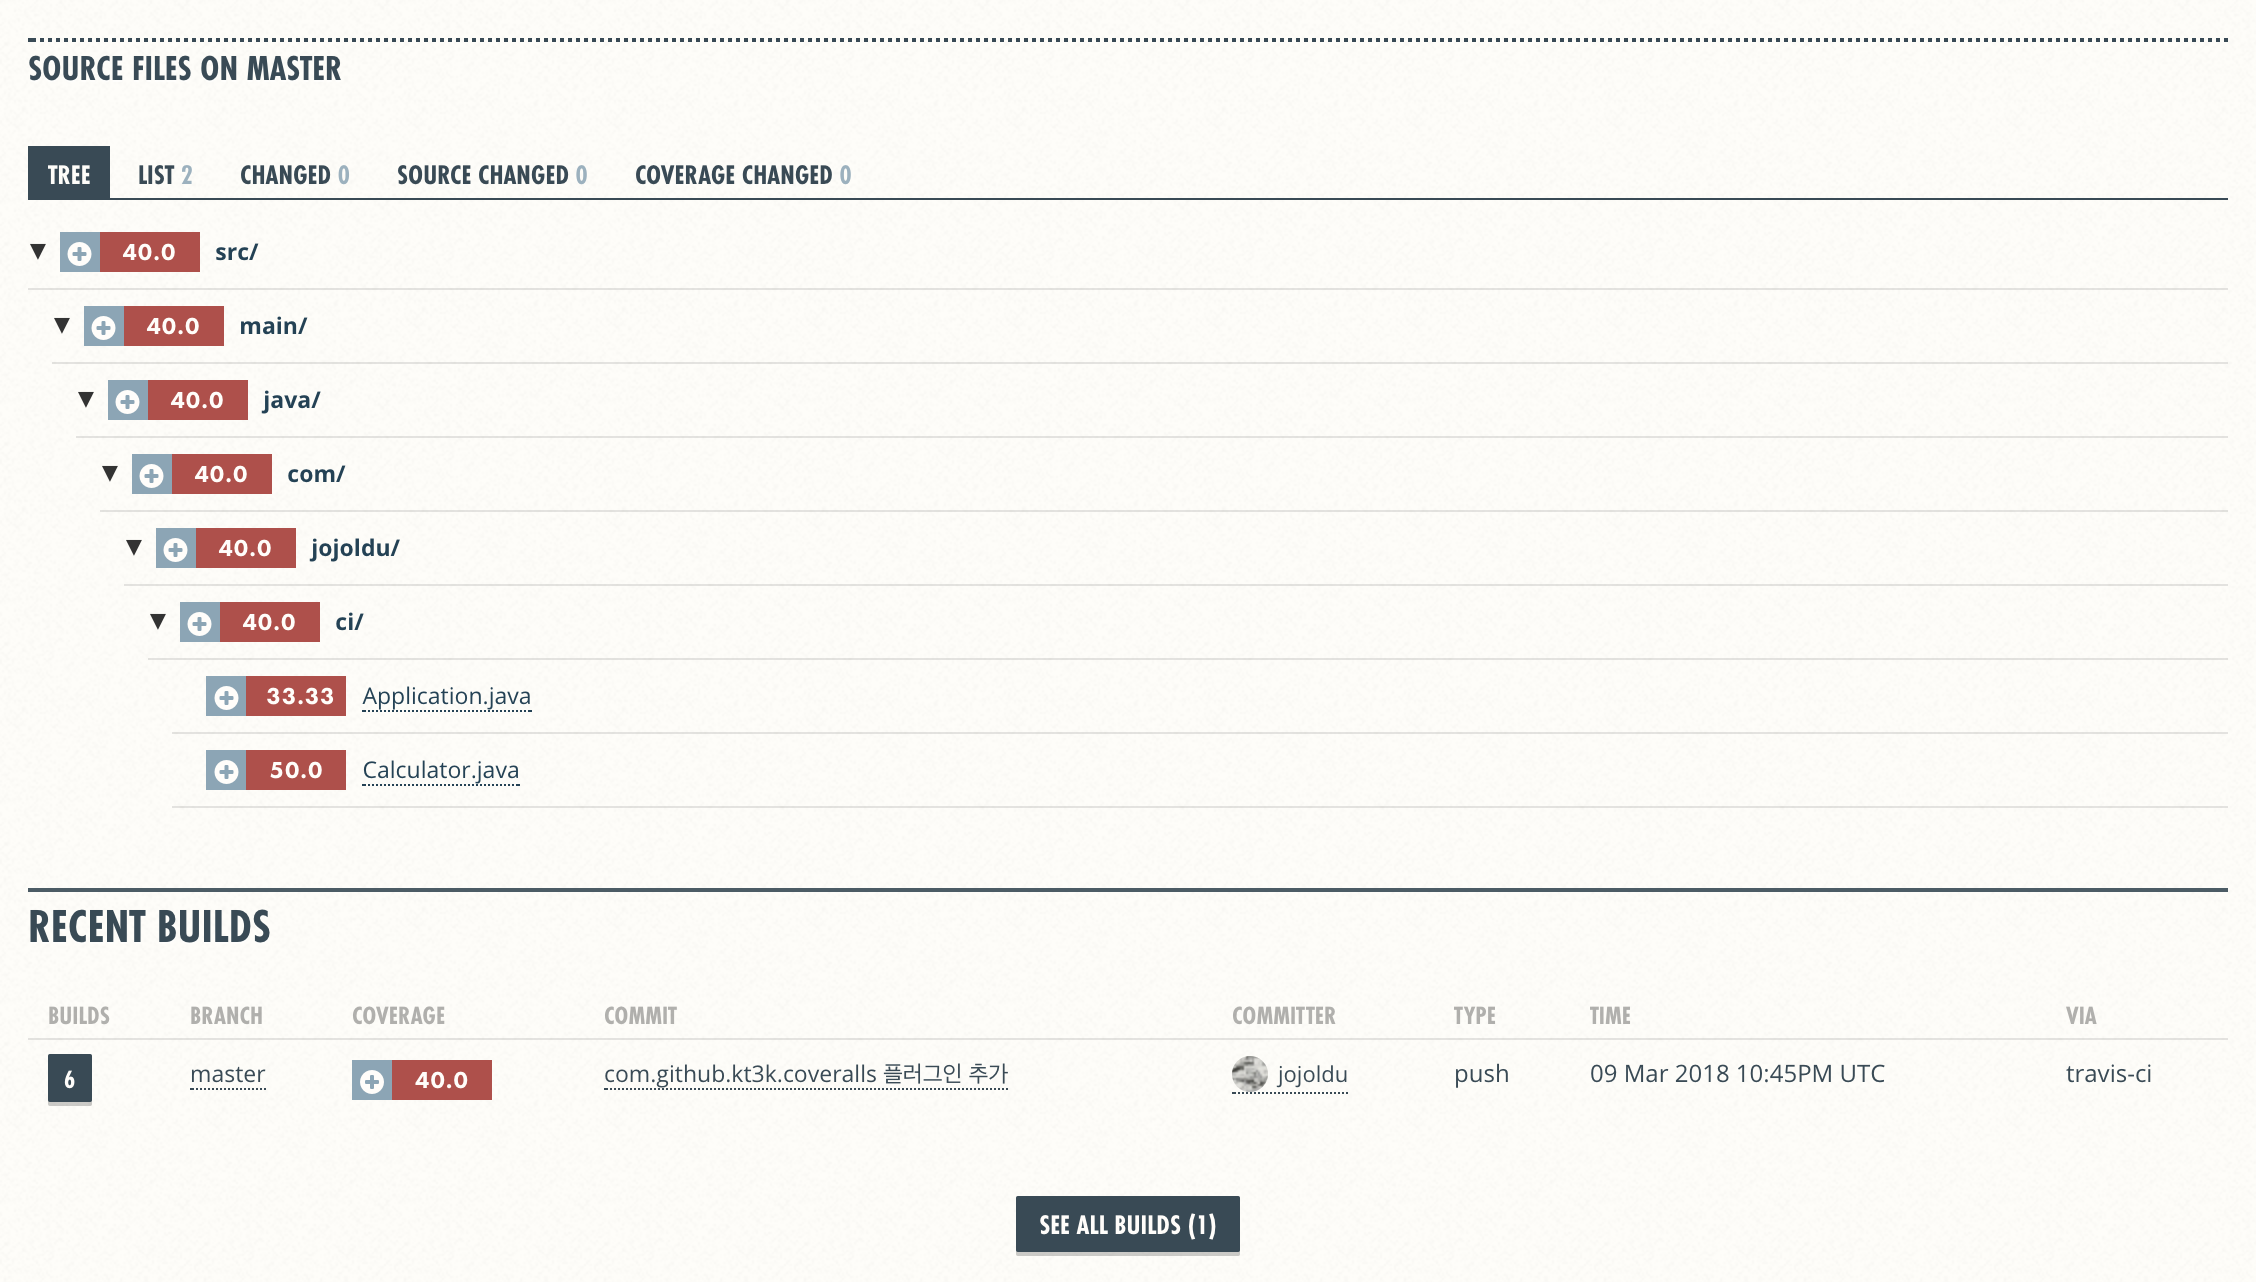 SOURCE FILES ON MASTER
TREE LIST 2 CHANGED 0 SOURCE CHANGED 0 COVERAGE CHANGED 0
40.0 src/
40.0 main/
40.0 java/
40.0 com/
40.0 jojoldu/
40.0 ci/
33.33 Application.java
50.0 Calculator.java
RECENT BUILDS
BUILDS BRANCH COVERAGE COMMIT COMMITTER TYPE TIME VIA
6 master 40.0 com.github.kt3k.coveralls 플러그인 추가 jojoldu push 09 Mar 2018 10:45PM UTC travis-ci
SEE ALL BUILDS (1)